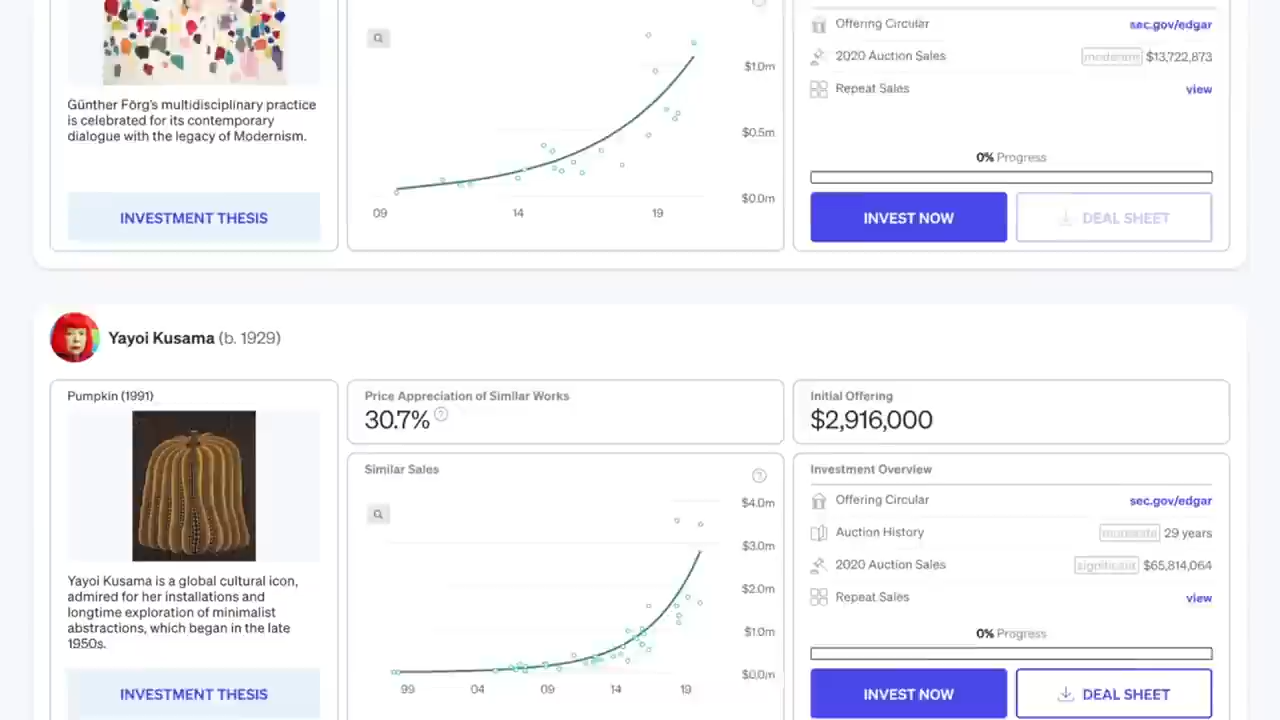 Günther Förg's multidisciplinary practice
is celebrated for its contemporary
dialogue with the legacy of Modernism.
INVESTMENT THESIS
$1.0m
$0.5m
$0.0m
09 14 19
Offering Circular sec.gov/edgar
2020 Auction Sales moderate $13,722,873
Repeat Sales view
0% Progress
INVEST NOW DEAL SHEET
Yayoi Kusama (b. 1929)
Pumpkin (1991)
Yayoi Kusama is a global cultural icon,
admired for her installations and
longtime exploration of minimalist
abstractions, which began in the late
1950s.
INVESTMENT THESIS
Price Appreciation of Similar Works
30.7% ?
Similar Sales ?
$4.0m
$3.0m
$2.0m
$1.0m
$0.0m
99 04 09 14 19
Initial Offering
$2,916,000
Investment Overview
Offering Circular sec.gov/edgar
Auction History moderate 29 years
2020 Auction Sales significant $65,814,064
Repeat Sales view
0% Progress
INVEST NOW DEAL SHEET